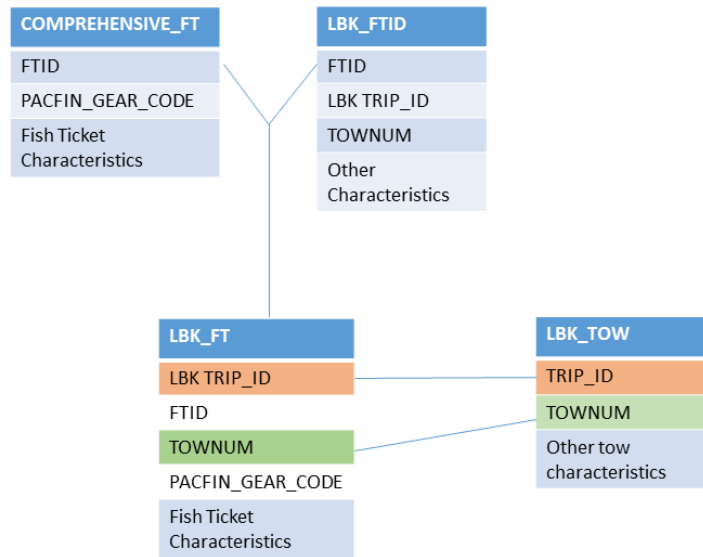 COMPREHENSIVE_FT
FTID
PACFIN_GEAR_CODE
Fish Ticket
Characteristics
LBK_FTID
FTID
LBK TRIP_ID
TOWNUM
Other
Characteristics
LBK_FT
LBK TRIP_ID
FTID
TOWNUM
PACFIN_GEAR_CODE
Fish Ticket
Characteristics
LBK_TOW
TRIP_ID
TOWNUM
Other tow
characteristics